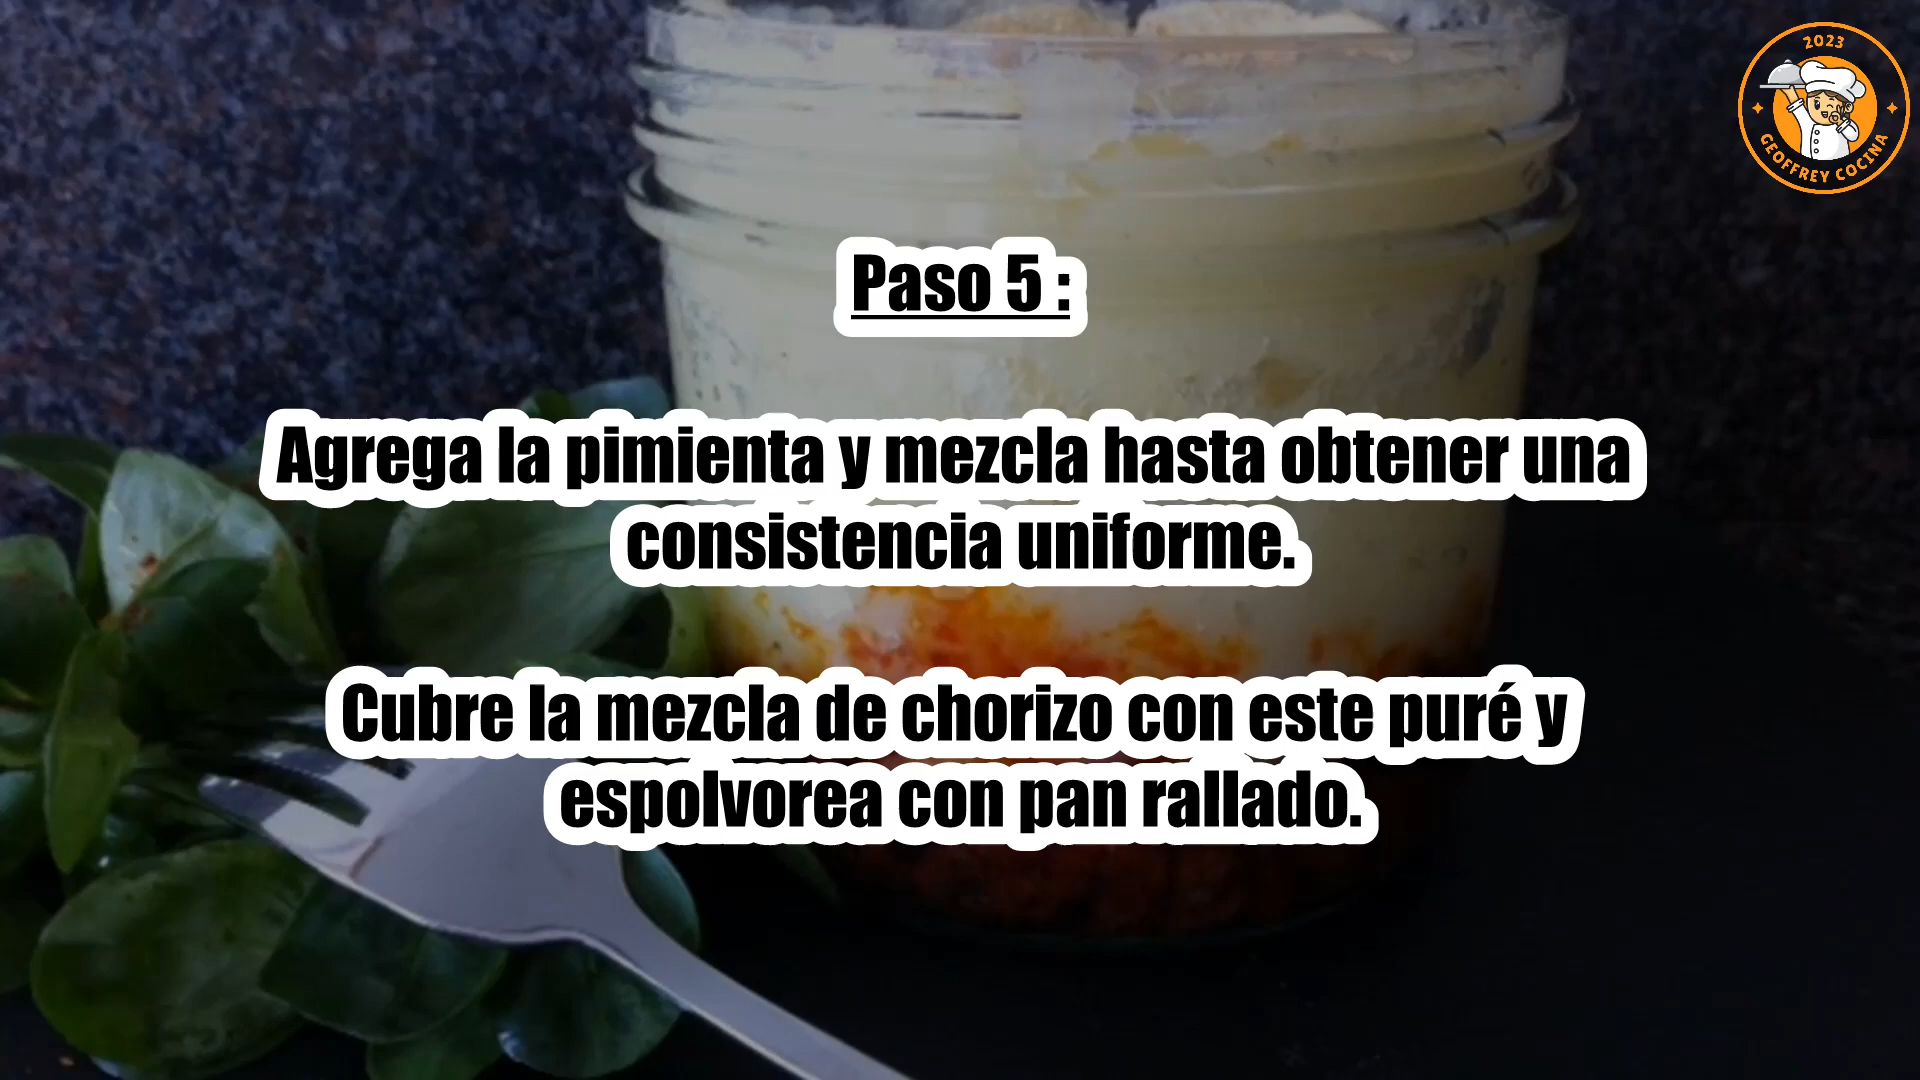 2023
GEOFFREY COCINA
Paso 5 :
Agrega la pimienta y mezcla hasta obtener una
consistencia uniforme.
Cubre la mezcla de chorizo con este puré y
espolvorea con pan rallado.